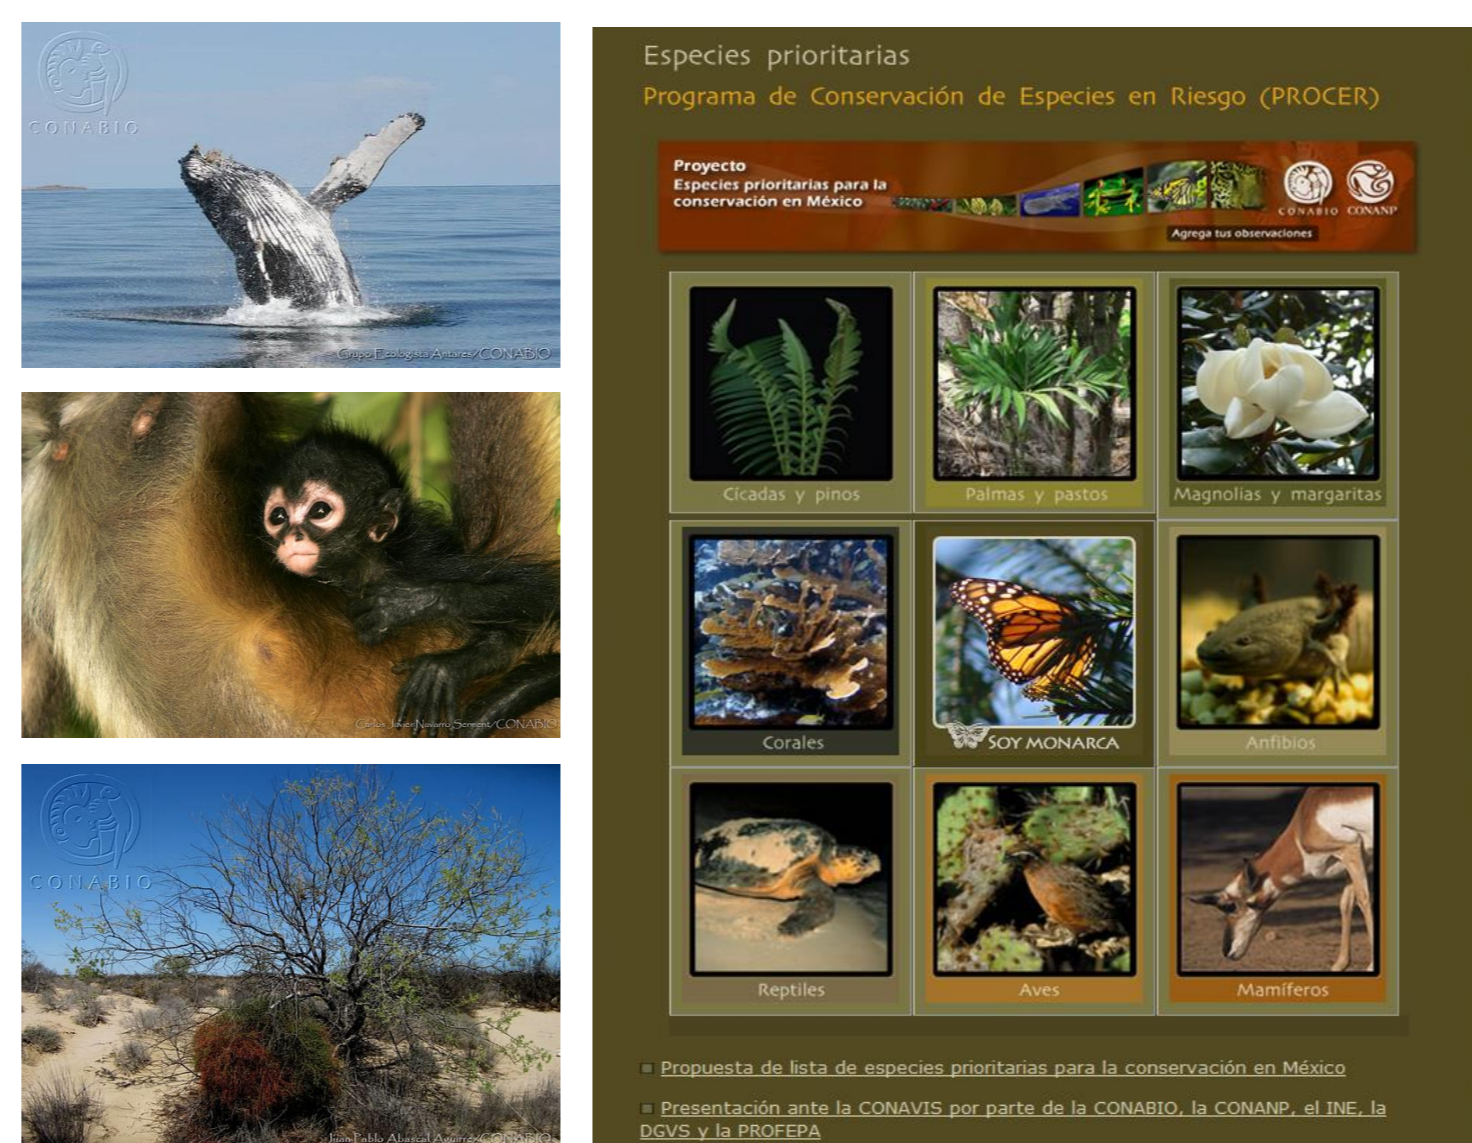 CONABIO
Grupo Ecologista Antares/CONABIO
Carlos Javier Navarro Serment/CONABIO
CONABIO
Juan Pablo Abascal Aguirre/CONABIO
Especies prioritarias
Programa de Conservación de Especies en Riesgo (PROCER)
Proyecto
Especies prioritarias para la
conservación en México
CONABIO CONANP
Agrega tus observaciones
Cícadas y pinos
Palmas y pastos
Magnolias y margaritas
Corales
SOY MONARCA
Anfibios
Reptiles
Aves
Mamíferos
Propuesta de lista de especies prioritarias para la conservación en México
Presentación ante la CONAVIS por parte de la CONABIO, la CONANP, el INE, la
DGVS y la PROFEPA